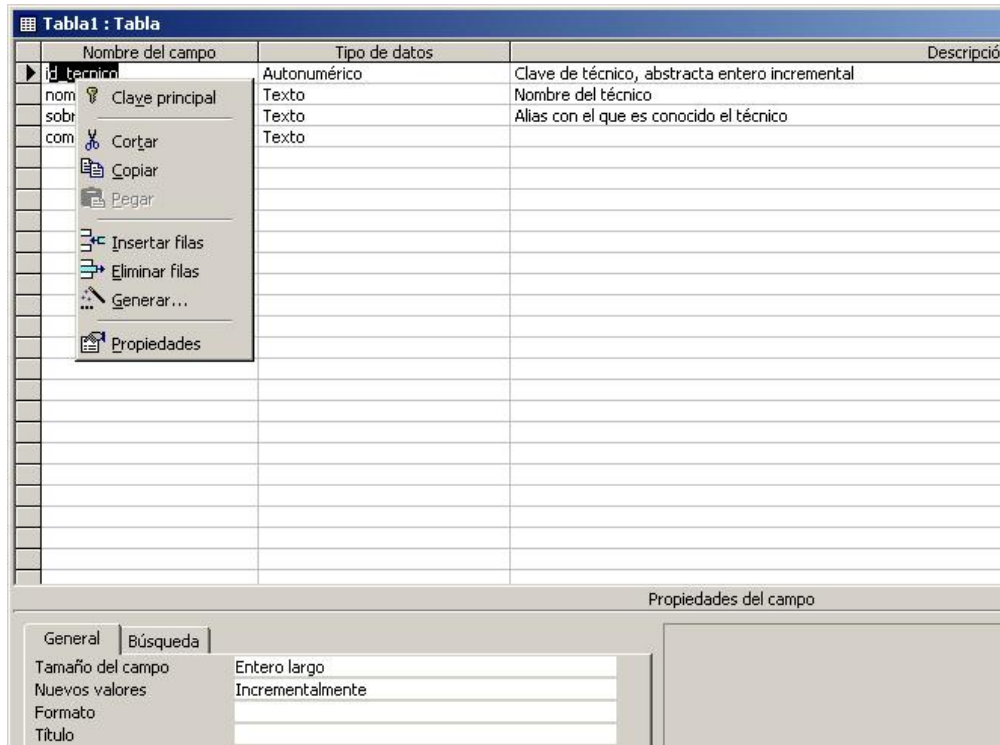 Tabla1 : Tabla
Nombre del campo Tipo de datos Descripció
id_tecnico Autonumérico Clave de técnico, abstracta entero incremental
nom Texto Nombre del técnico
sobr Texto Alias con el que es conocido el técnico
com Texto
Clave principal
Cortar
Copiar
Pegar
Insertar filas
Eliminar filas
Generar...
Propiedades
Propiedades del campo
General Búsqueda
Tamaño del campo Entero largo
Nuevos valores Incrementalmente
Formato
Título